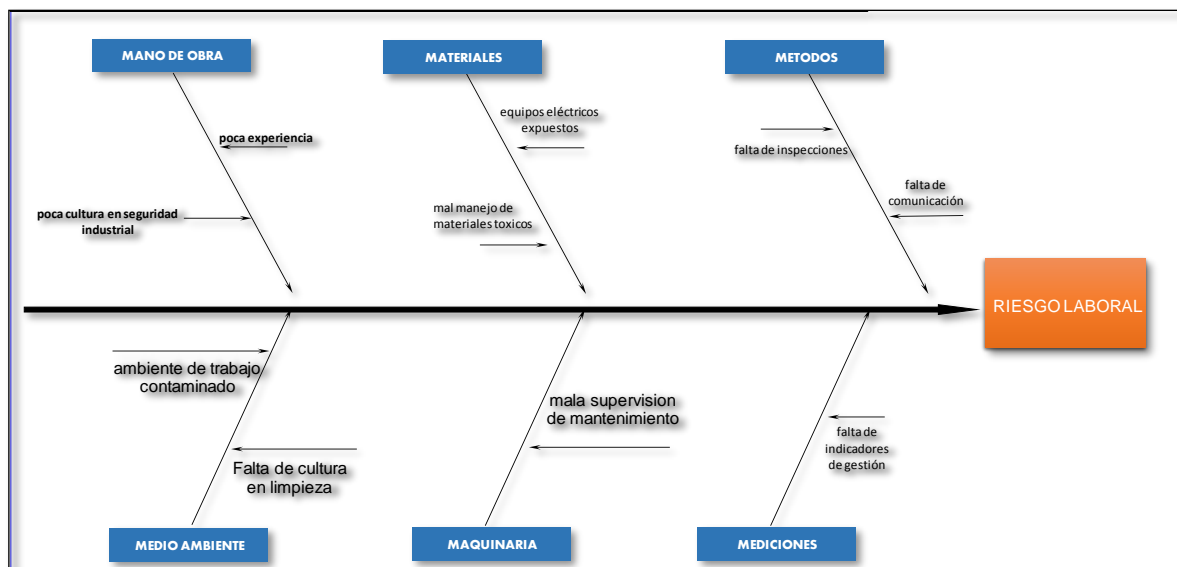 MANO DE OBRA
MATERIALES
METODOS
poca experiencia
poca cultura en seguridad
industrial
equipos eléctricos
expuestos
mal manejo de
materiales toxicos
falta de inspecciones
falta de
comunicación
RIESGO LABORAL
ambiente de trabajo
contaminado
Falta de cultura
en limpieza
mala supervision
de mantenimiento
falta de
indicadores
de gestión
MEDIO AMBIENTE
MAQUINARIA
MEDICIONES